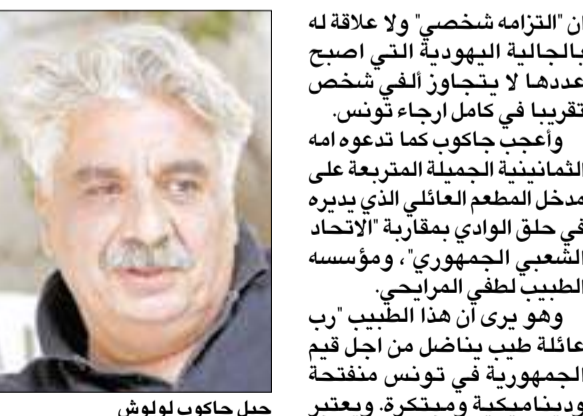 ان "التزامه شخصي" ولا علاقة له
بالجالية اليهودية التي اصبح
عددها لا يتجاوز ألفي شخص
تقريبا في كامل ارجاء تونس.
وأعجب جاكوب كما تدعوه امه
الثمانينية الجميلة المتربعة على
مدخل المطعم العائلي الذي يديره
في حلق الوادي بمقاربة "الاتحاد
الشعبي الجمهوري"، ومؤسسه
الطبيب لطفي المرايحي.
وهو يرى ان هذا الطبيب "رب
عائلة طيب يناضل من اجل قيم
الجمهورية في تونس منفتحة
وديناميكية ومبتكرة. ويعتبر
جيل جاكوب لولوش